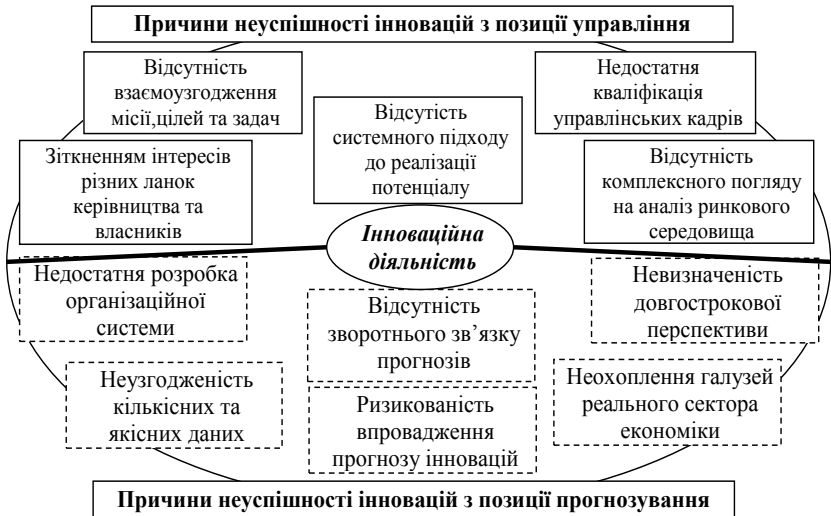 Причини неуспішності інновацій з позиції управління
Відсутність
взаємоузгодження
місії,цілей та задач
Недостатня
кваліфікація
управлінських кадрів
Відсутість
системного підходу
до реалізації
потенціалу
Зіткненням інтересів
різних ланок
керівництва та
власників
Відсутність
комплексного погляду
на аналіз ринкового
середовища
Інноваційна
діяльність
Недостатня розробка
організаційної
системи
Відсутність
зворотнього зв’язку
прогнозів
Невизначеність
довгострокової
перспективи
Неузгодженість
кількісних та
якісних даних
Ризикованість
впровадження
прогнозу інновацій
Неохоплення галузей
реального сектора
економіки
Причини неуспішності інновацій з позиції прогнозування